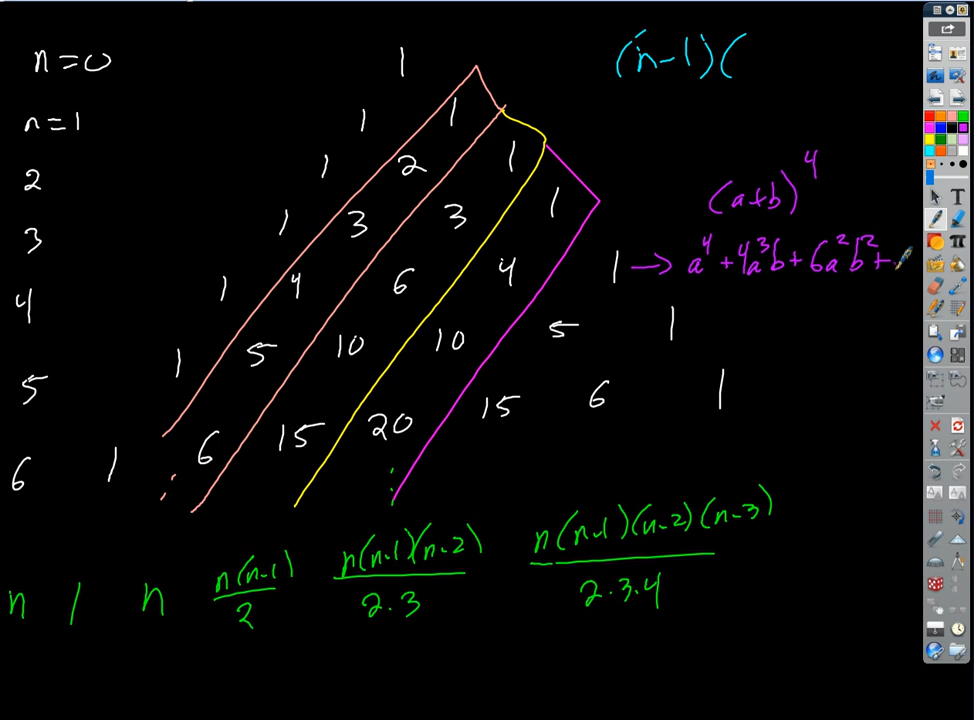 n=0 1 (n-1)(
n=1 1 1
2 1 2 1
(a+b)^4
3 1 3 3 1
4 1 4 6 4 1 → a^4+4a^3b+6a^2b^2+
5 1 5 10 10 5 1
6 1 6 15 20 15 6 1
n 1 n n(n-1)/2 n(n-1)(n-2)/2·3 n(n-1)(n-2)(n-3)/2·3·4